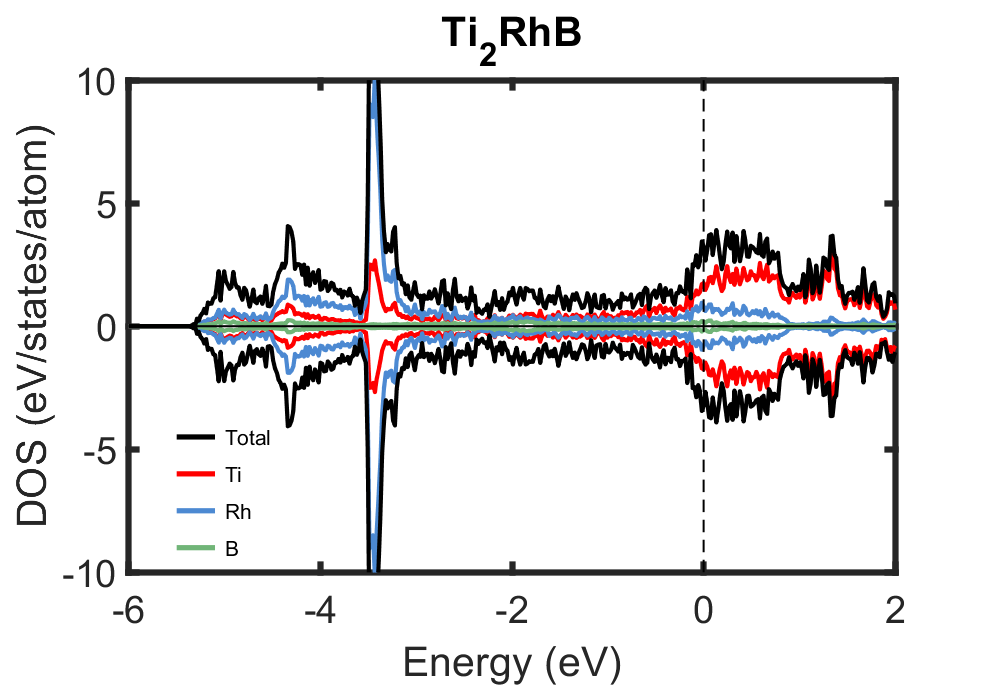 Ti₂RhB
10
5
0
-5
-10
DOS (eV/states/atom)
Total
Ti
Rh
B
-6
-4
-2
0
2
Energy (eV)